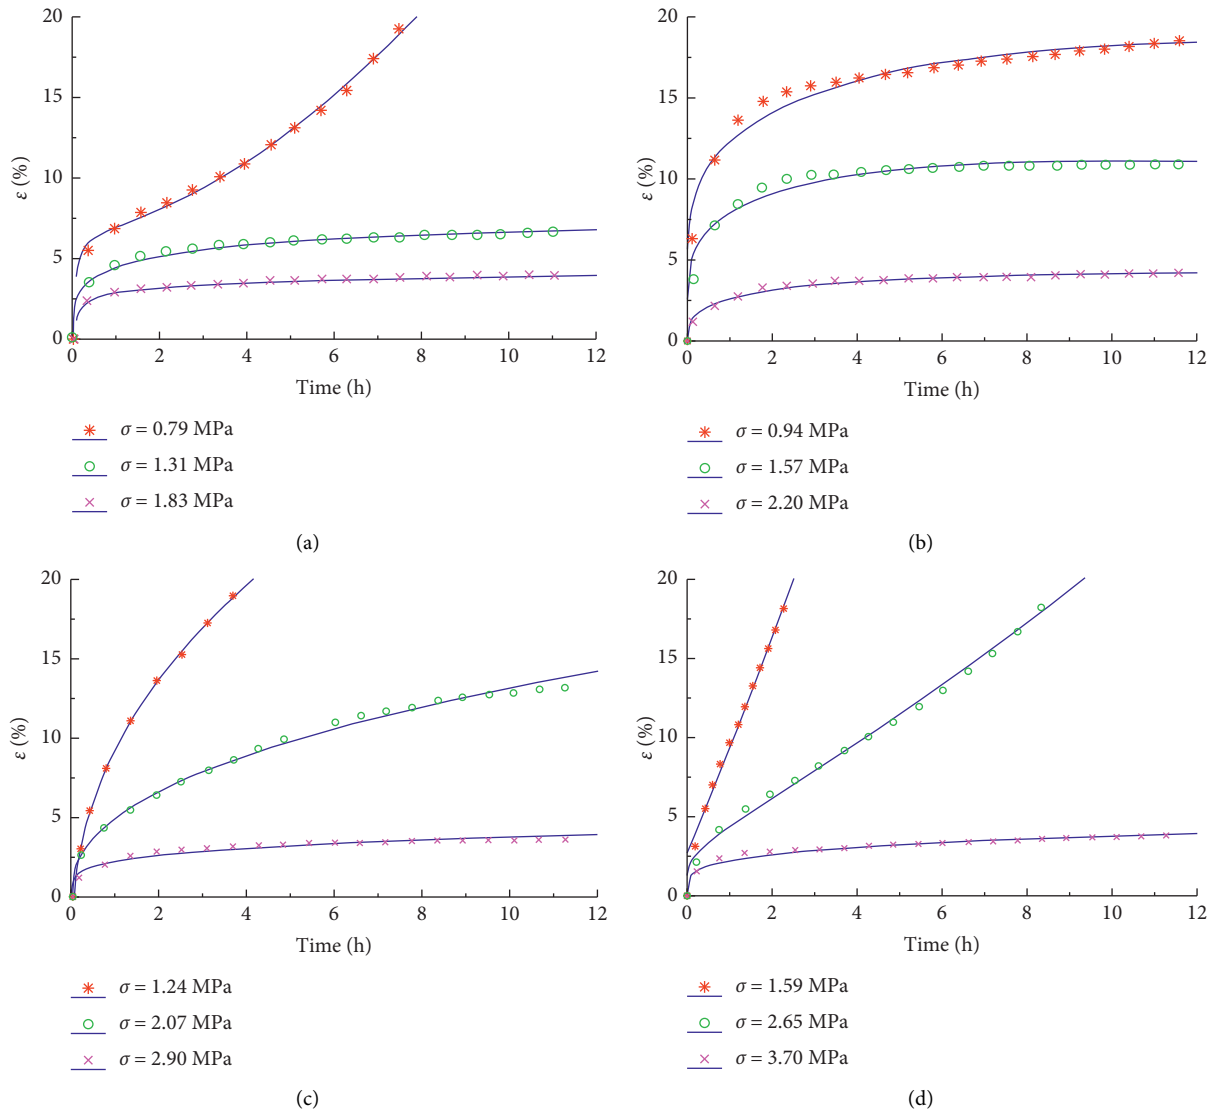 20
15
10
5
0
ε (%)
0 2 4 6 8 10 12
Time (h)
σ = 0.79 MPa
σ = 1.31 MPa
σ = 1.83 MPa
(a)
20
15
10
5
0
ε (%)
0 2 4 6 8 10 12
Time (h)
σ = 0.94 MPa
σ = 1.57 MPa
σ = 2.20 MPa
(b)
20
15
10
5
0
ε (%)
0 2 4 6 8 10 12
Time (h)
σ = 1.24 MPa
σ = 2.07 MPa
σ = 2.90 MPa
(c)
20
15
10
5
0
ε (%)
0 2 4 6 8 10 12
Time (h)
σ = 1.59 MPa
σ = 2.65 MPa
σ = 3.70 MPa
(d)